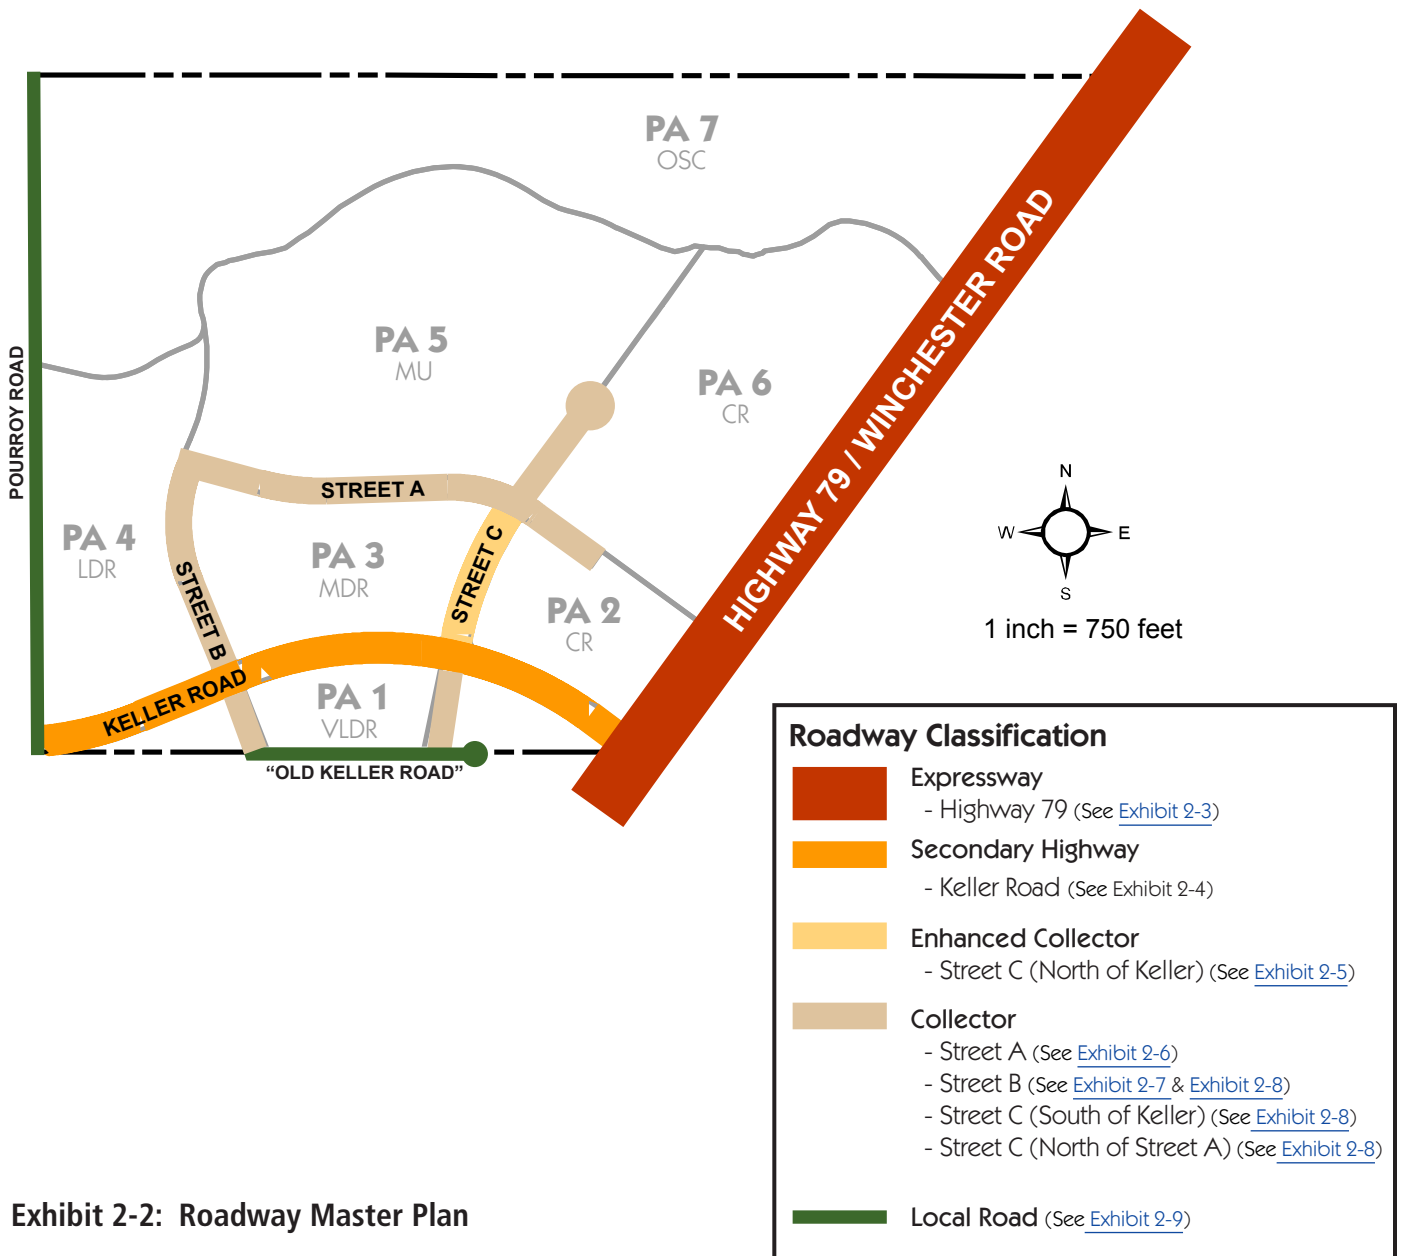 PA 7
OSC
HIGHWAY 79 / WINCHESTER ROAD
PA 5
MU
PA 6
CR
POURROY ROAD
STREET A
N
W
E
S
1 inch = 750 feet
PA 4
LDR
STREET B
PA 3
MDR
STREET C
PA 2
CR
KELLER ROAD
PA 1
VLDR
“OLD KELLER ROAD”
Roadway Classification
Expressway
- Highway 79 (See Exhibit 2-3)
Secondary Highway
- Keller Road (See Exhibit 2-4)
Enhanced Collector
- Street C (North of Keller) (See Exhibit 2-5)
Collector
- Street A (See Exhibit 2-6)
- Street B (See Exhibit 2-7 & Exhibit 2-8)
- Street C (South of Keller) (See Exhibit 2-8)
- Street C (North of Street A) (See Exhibit 2-8)
Local Road (See Exhibit 2-9)
Exhibit 2-2: Roadway Master Plan